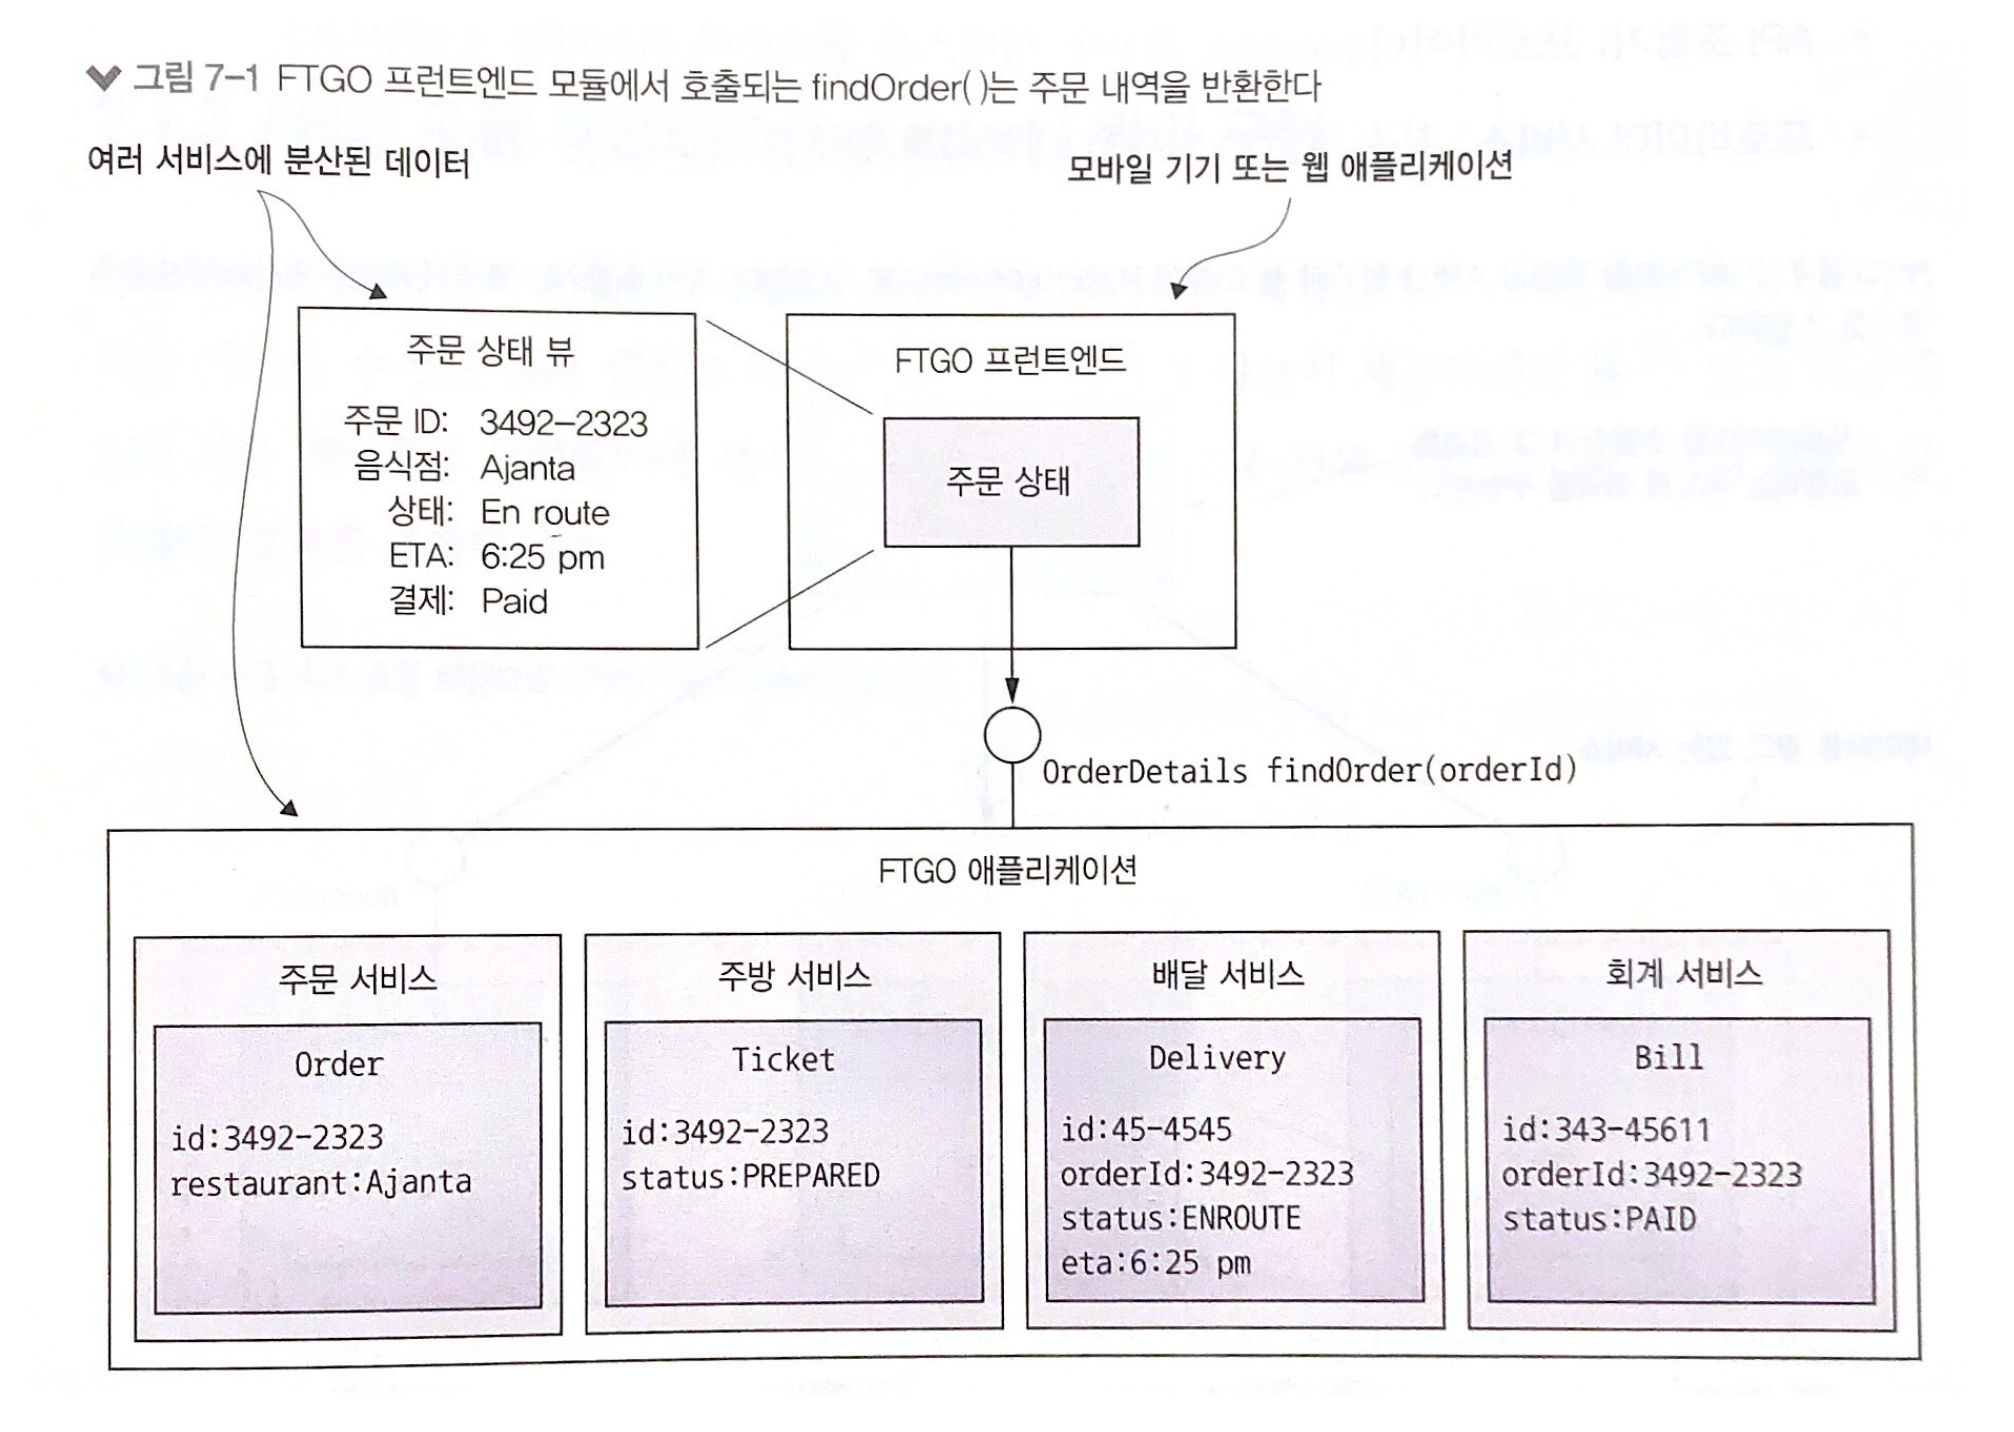 그림 7-1 FTGO 프런트엔드 모듈에서 호출되는 findOrder()는 주문 내역을 반환한다
여러 서비스에 분산된 데이터
모바일 기기 또는 웹 애플리케이션
주문 상태 뷰
주문 ID: 3492-2323
음식점: Ajanta
상태: En route
ETA: 6:25 pm
결제: Paid
FTGO 프런트엔드
주문 상태
OrderDetails findOrder(orderId)
FTGO 애플리케이션
주문 서비스
Order
id:3492-2323
restaurant:Ajanta
주방 서비스
Ticket
id:3492-2323
status:PREPARED
배달 서비스
Delivery
id:45-4545
orderId:3492-2323
status:ENROUTE
eta:6:25 pm
회계 서비스
Bill
id:343-45611
orderId:3492-2323
status:PAID